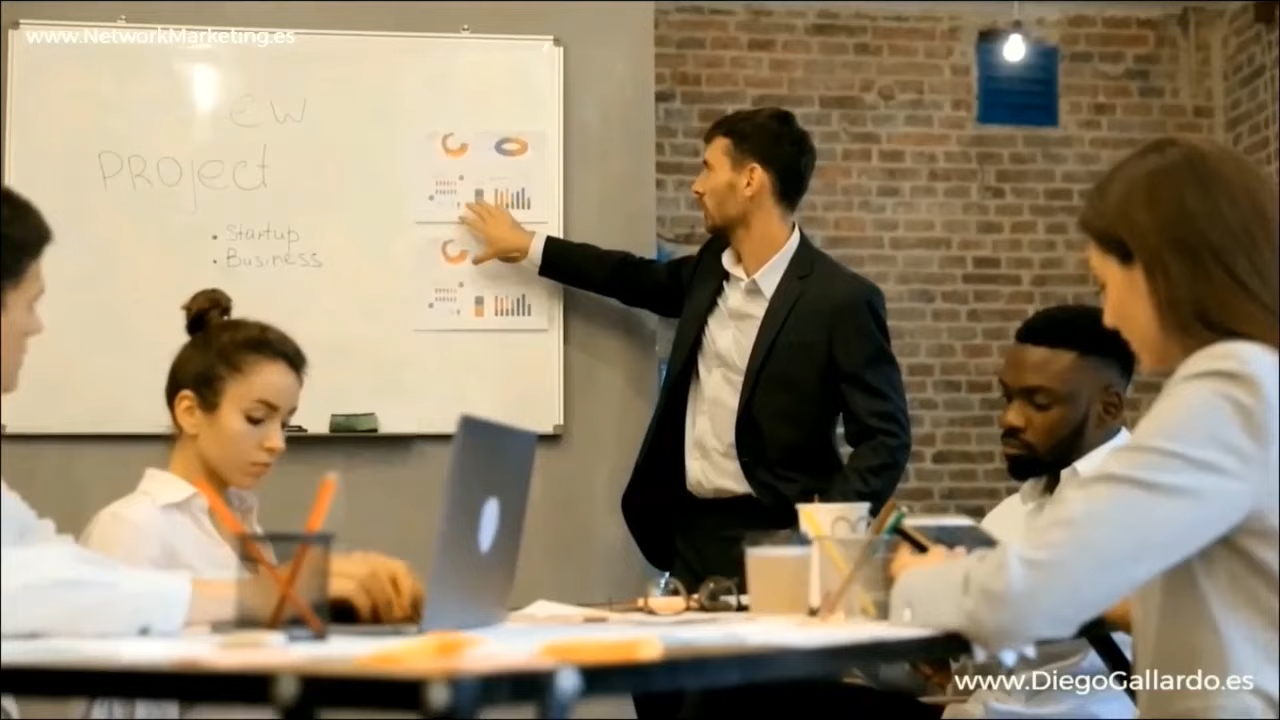 www.NetworkMarketing.es
ew
PROject
• Startup
• Business
www.DiegoGallardo.es